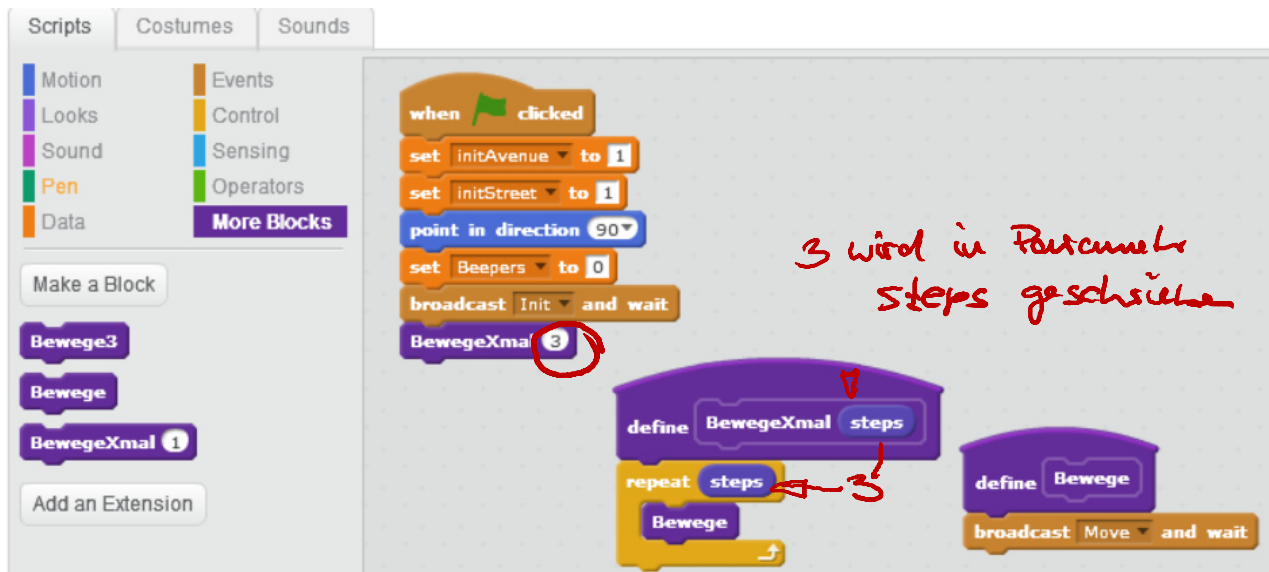 Scripts Costumes Sounds
Motion Events
Looks Control
Sound Sensing
Pen Operators
Data More Blocks
Make a Block
Bewege3
Bewege
BewegeXmal 1
Add an Extension
when clicked
set initAvenue to 1
set initStreet to 1
point in direction 90
set Beepers to 0
broadcast Init and wait
BewegeXmal 3
3 wird in Parameter
steps geschrieben
define BewegeXmal steps
repeat steps 3
Bewege
define Bewege
broadcast Move and wait